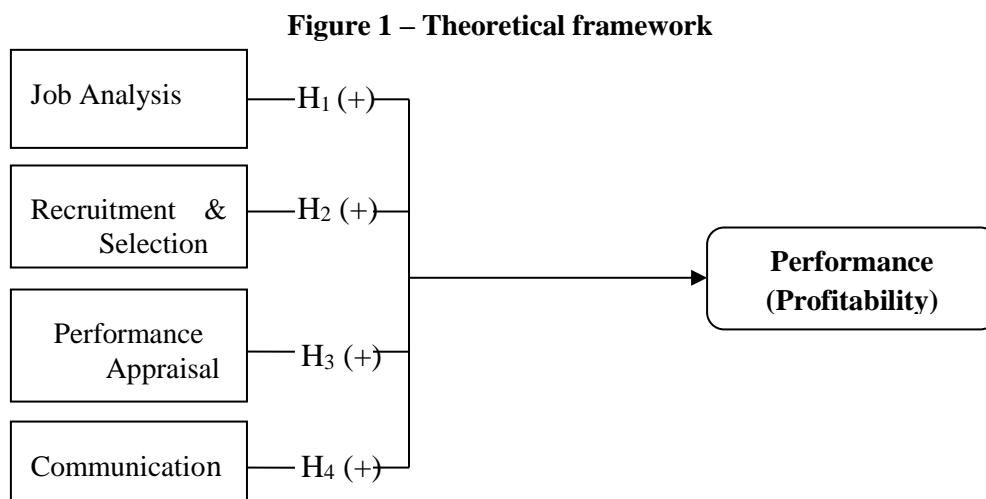 Figure 1 – Theoretical framework
Job Analysis
H₁ (+)
Recruitment &
Selection
H₂ (+)
Performance
(Profitability)
Performance
Appraisal
H₃ (+)
Communication
H₄ (+)